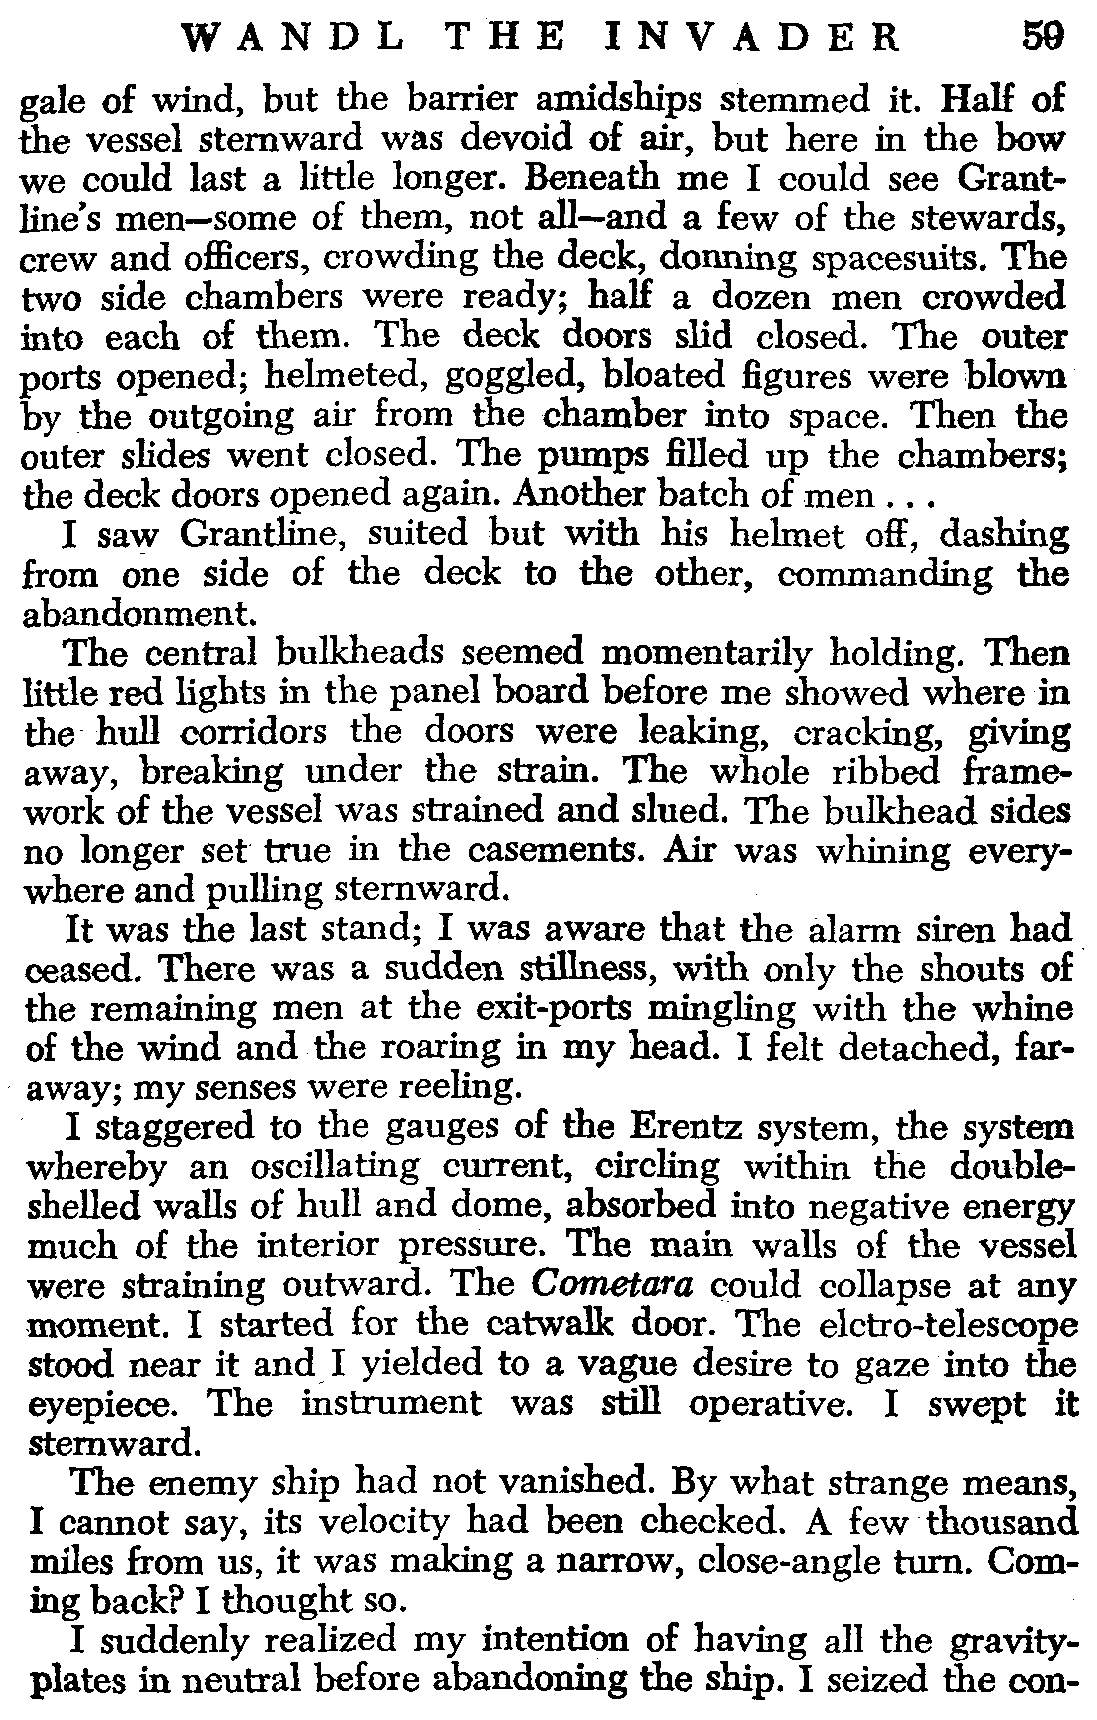 WANDL THE INVADER 59
gale of wind, but the barrier amidships stemmed it. Half of
the vessel sternward was devoid of air, but here in the bow
we could last a little longer. Beneath me I could see Grant-
line's men—some of them, not all—and a few of the stewards,
crew and officers, crowding the deck, donning spacesuits. The
two side chambers were ready; half a dozen men crowded
into each of them. The deck doors slid closed. The outer
ports opened; helmeted, goggled, bloated figures were blown
by the outgoing air from the chamber into space. Then the
outer slides went closed. The pumps filled up the chambers;
the deck doors opened again. Another batch of men . . .
I saw Grantline, suited but with his helmet off, dashing
from one side of the deck to the other, commanding the
abandonment.
The central bulkheads seemed momentarily holding. Then
little red lights in the panel board before me showed where in
the hull corridors the doors were leaking, cracking, giving
away, breaking under the strain. The whole ribbed frame-
work of the vessel was strained and slued. The bulkhead sides
no longer set true in the casements. Air was whining every-
where and pulling sternward.
It was the last stand; I was aware that the alarm siren had
ceased. There was a sudden stillness, with only the shouts of
the remaining men at the exit-ports mingling with the whine
of the wind and the roaring in my head. I felt detached, far-
away; my senses were reeling.
I staggered to the gauges of the Erentz system, the system
whereby an oscillating current, circling within the double-
shelled walls of hull and dome, absorbed into negative energy
much of the interior pressure. The main walls of the vessel
were straining outward. The Cometara could collapse at any
moment. I started for the catwalk door. The elctro-telescope
stood near it and I yielded to a vague desire to gaze into the
eyepiece. The instrument was still operative. I swept it
sternward.
The enemy ship had not vanished. By what strange means,
I cannot say, its velocity had been checked. A few thousand
miles from us, it was making a narrow, close-angle turn. Com-
ing back? I thought so.
I suddenly realized my intention of having all the gravity-
plates in neutral before abandoning the ship. I seized the con-